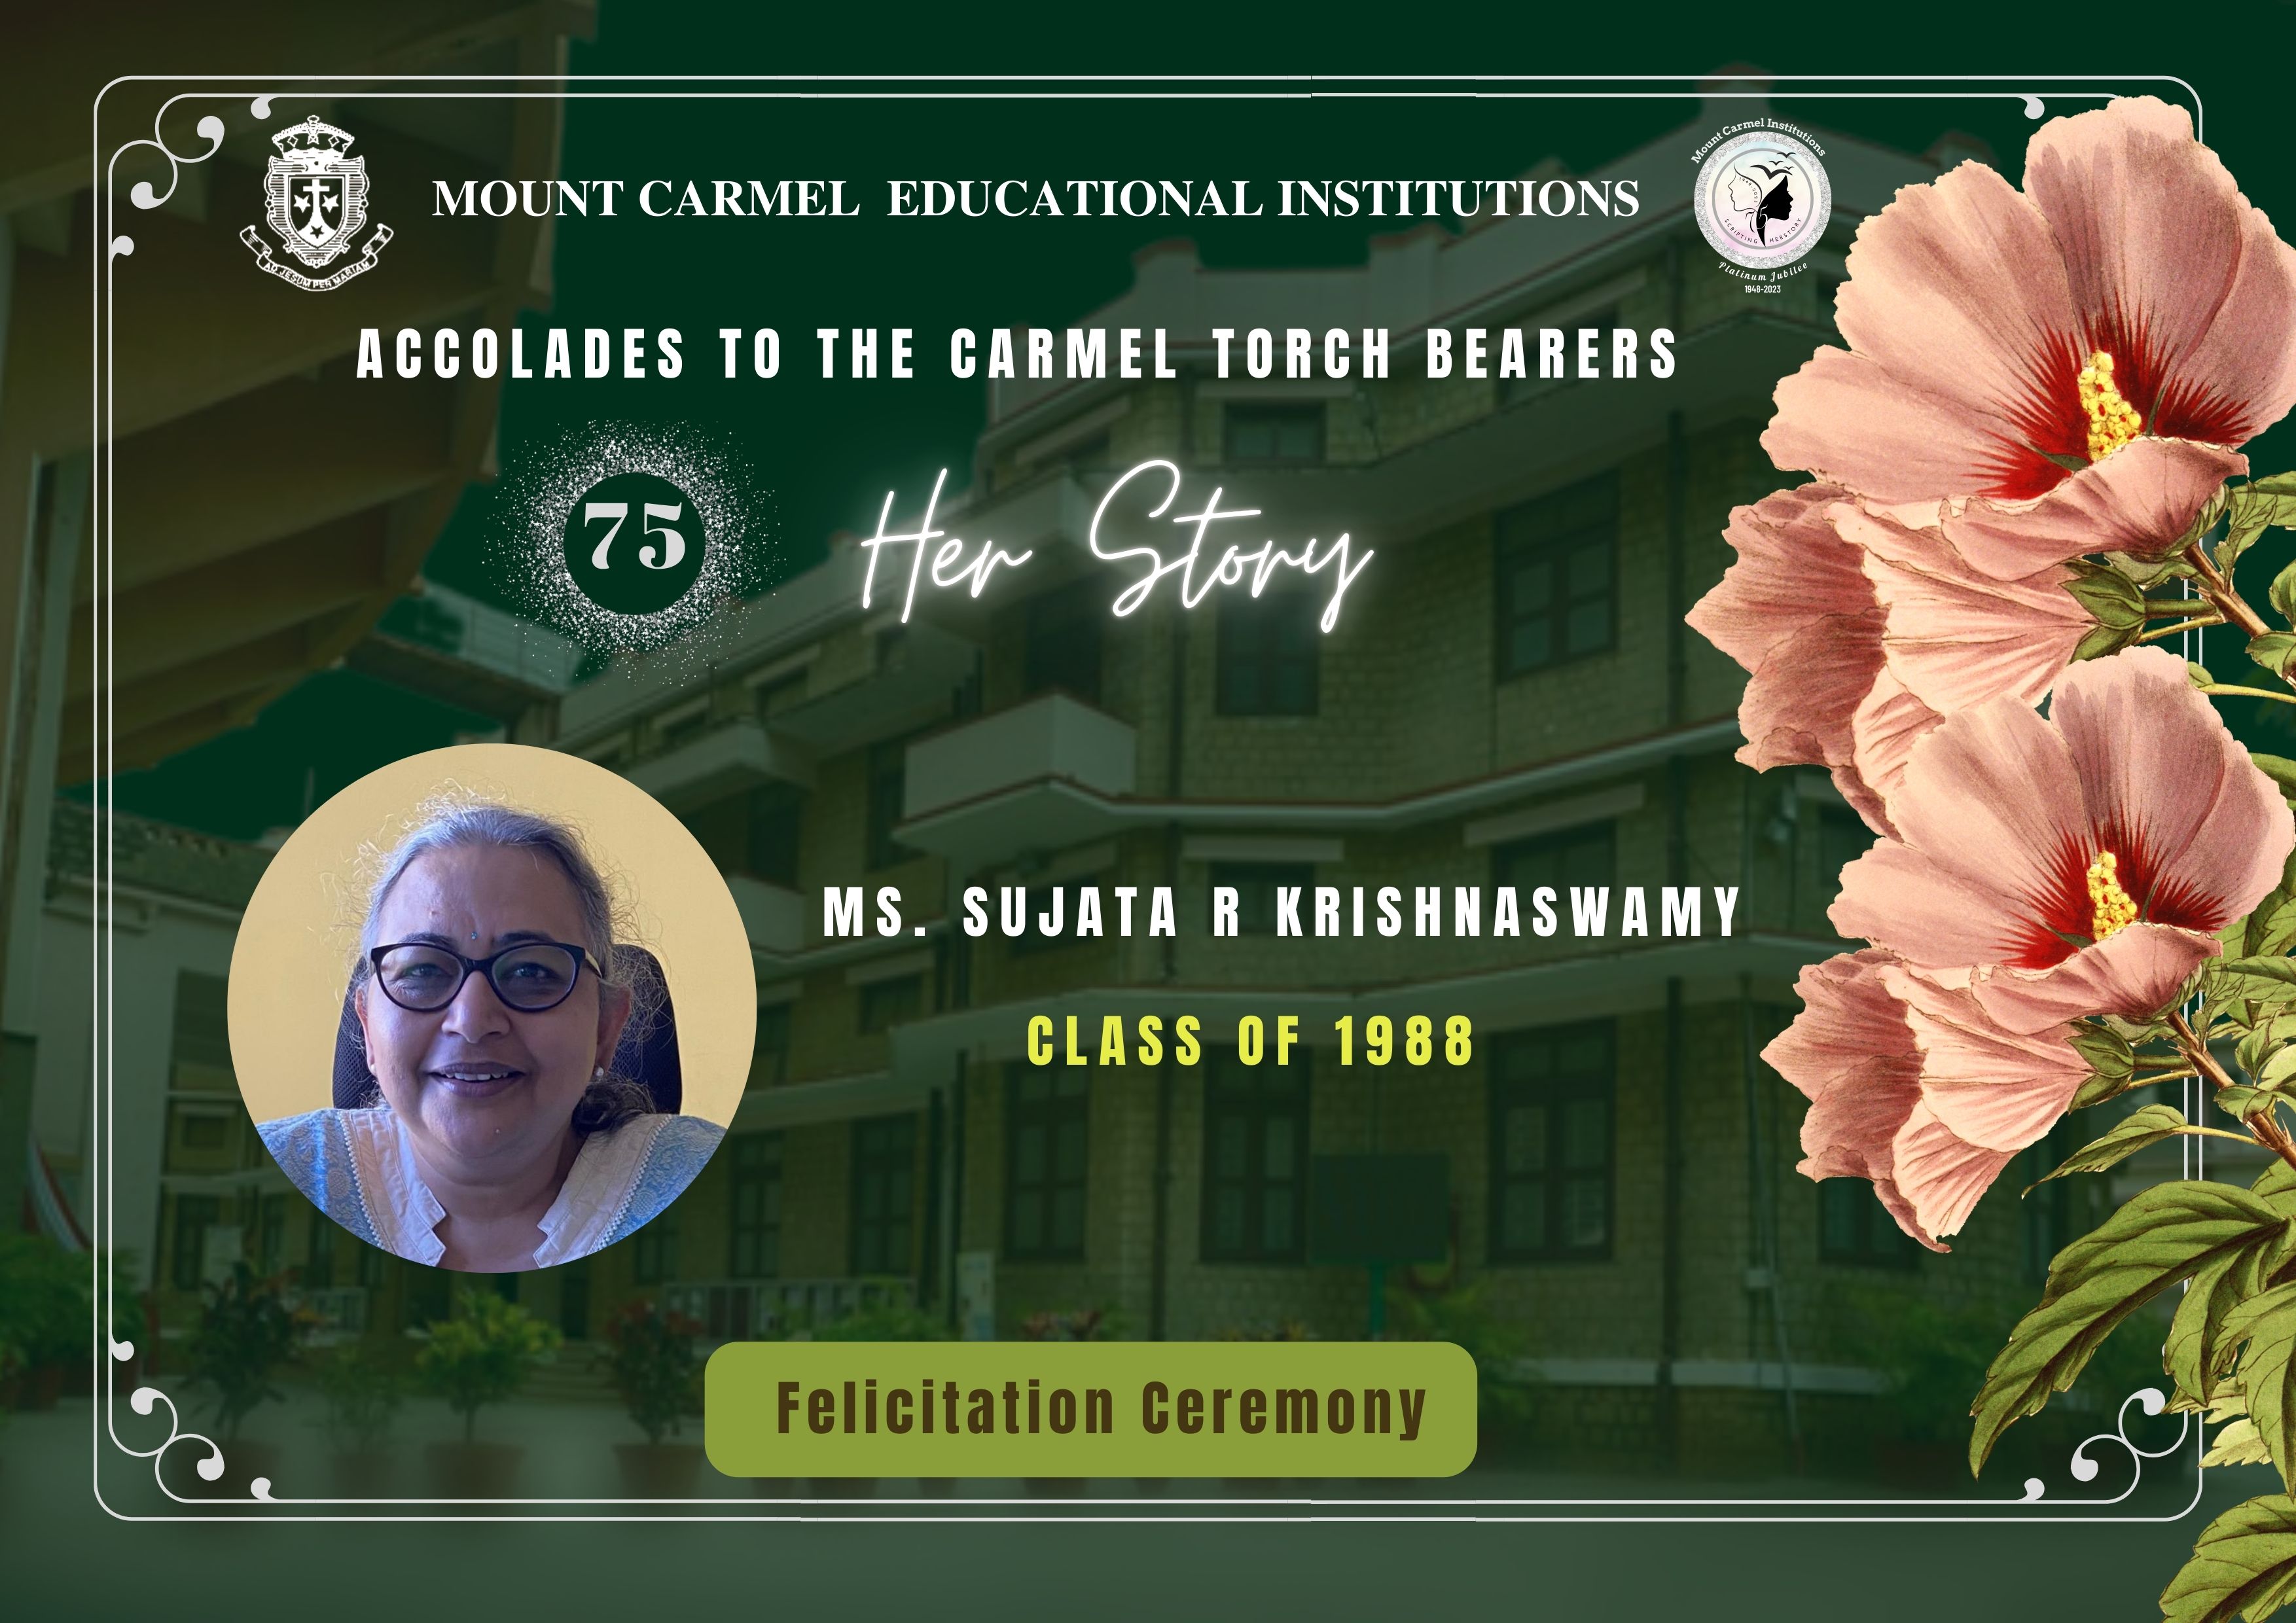 MOUNT CARMEL EDUCATIONAL INSTITUTIONS
AD JESUM PER MARIAM
Mount Carmel Institutions
SCRIPTING HERSTORY
Platinum Jubilee
1948-2023
ACCOLADES TO THE CARMEL TORCH BEARERS
75
Her Story
MS. SUJATA R KRISHNASWAMY
CLASS OF 1988
Felicitation Ceremony